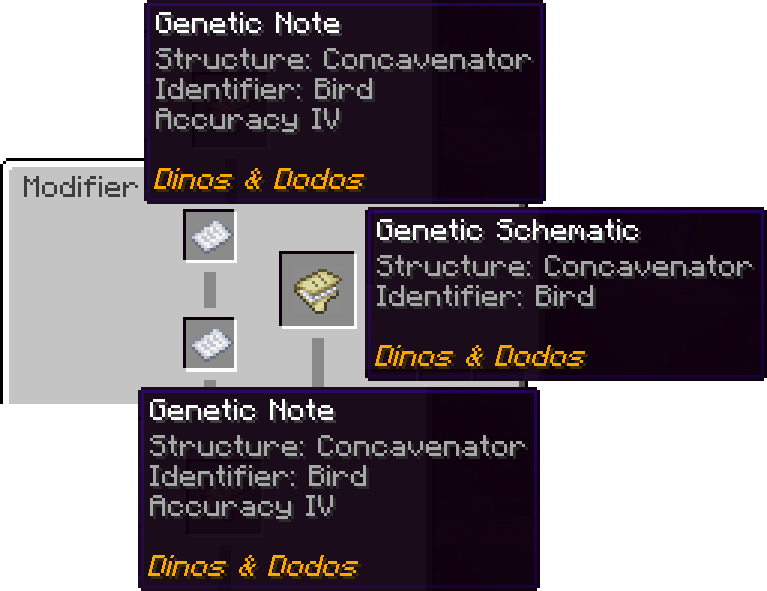 Genetic Note
Structure: Concavenator
Identifier: Bird
Accuracy IV
Dinos & Dodos
Modifier
Genetic Schematic
Structure: Concavenator
Identifier: Bird
Dinos & Dodos
Genetic Note
Structure: Concavenator
Identifier: Bird
Accuracy IV
Dinos & Dodos